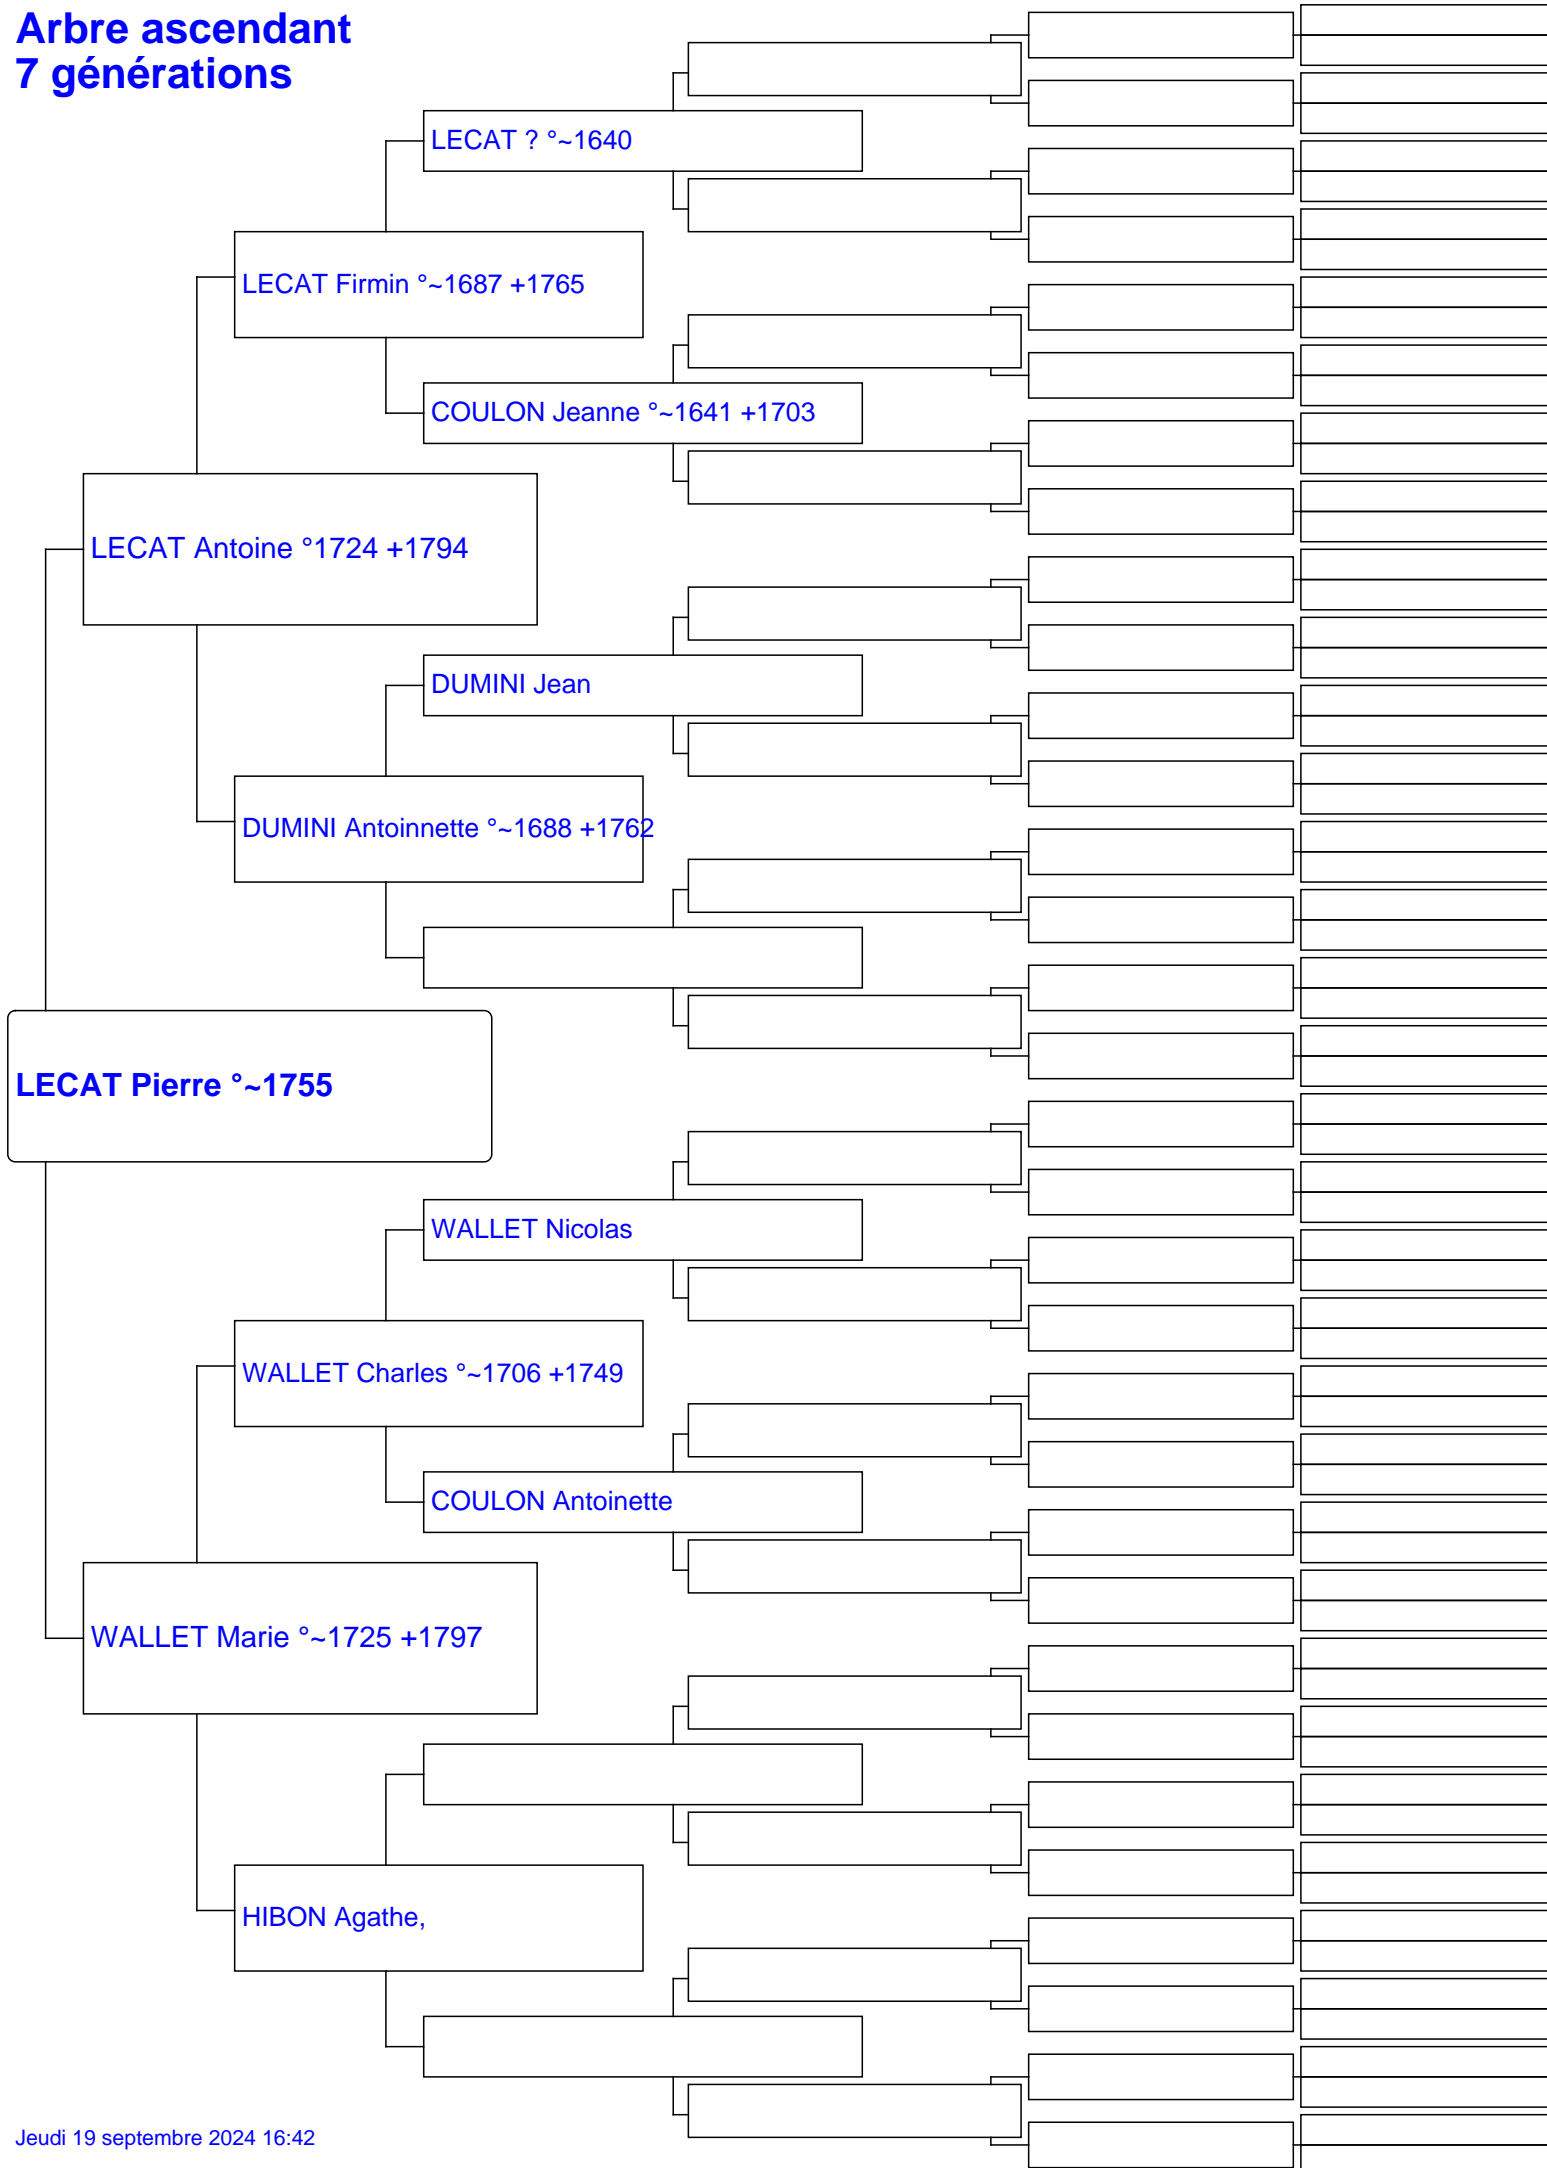 Arbre ascendant
7 générations
LECAT ? °~1640
LECAT Firmin °~1687 +1765
COULON Jeanne °~1641 +1703
LECAT Antoine °1724 +1794
DUMINI Jean
DUMINI Antoinnette °~1688 +1762
LECAT Pierre °~1755
WALLET Nicolas
WALLET Charles °~1706 +1749
COULON Antoinette
WALLET Marie °~1725 +1797
HIBON Agathe,
Jeudi 19 septembre 2024 16:42